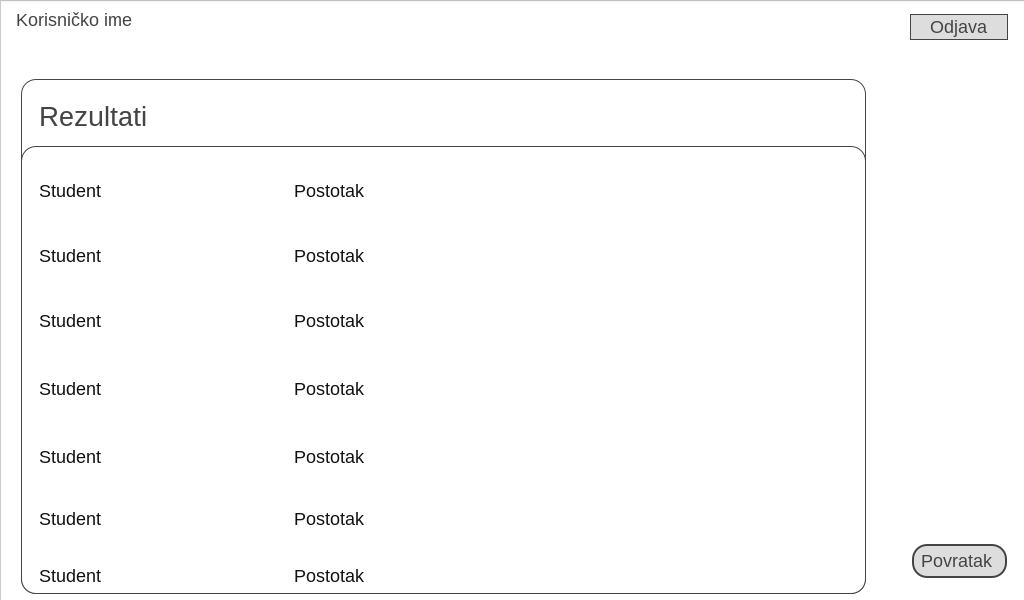 Korisničko ime
Odjava
Rezultati
Student Postotak
Student Postotak
Student Postotak
Student Postotak
Student Postotak
Student Postotak
Student Postotak
Povratak